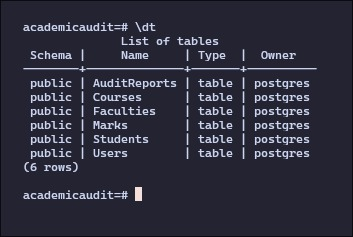 academicaudit=# \dt
List of tables
Schema | Name | Type | Owner
--------+--------------+-------+----------
public | AuditReports | table | postgres
public | Courses | table | postgres
public | Faculties | table | postgres
public | Marks | table | postgres
public | Students | table | postgres
public | Users | table | postgres
(6 rows)
academicaudit=#